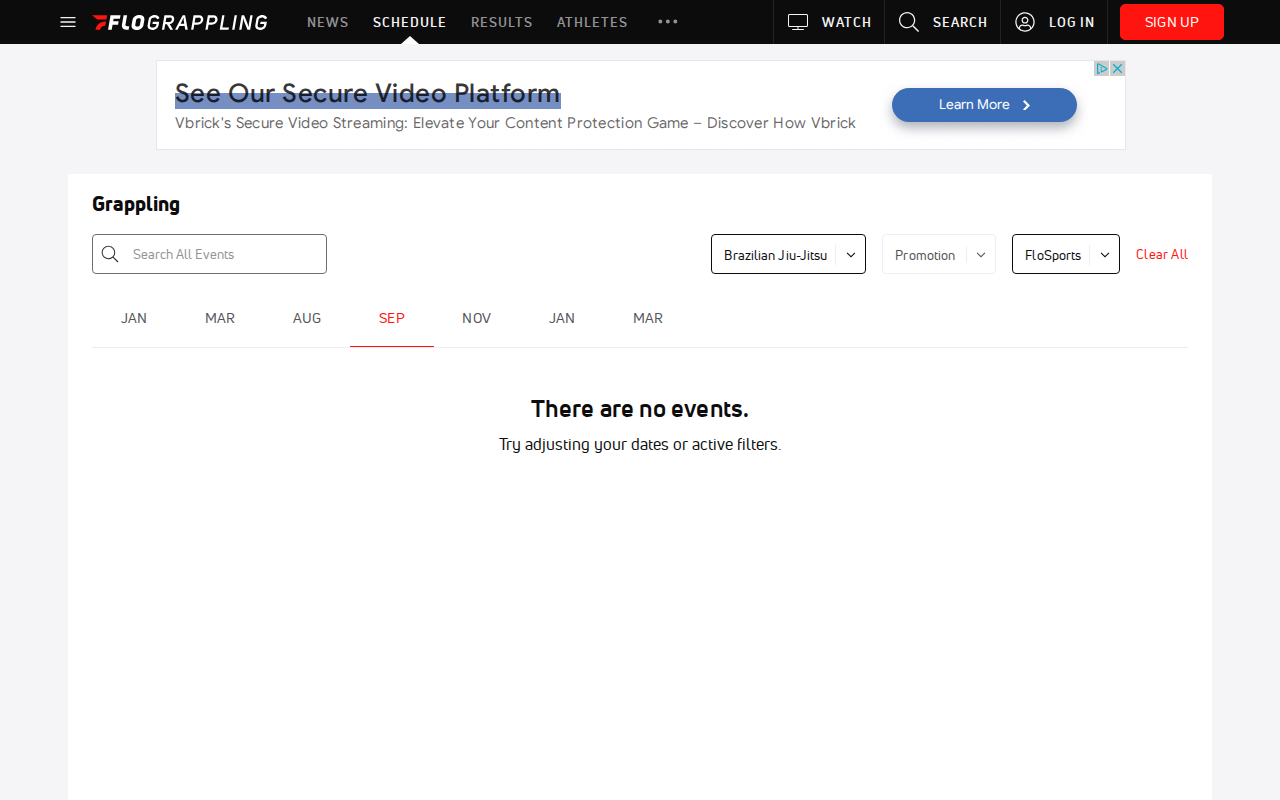 FLOGRAPPLING
NEWS
SCHEDULE
RESULTS
ATHLETES
WATCH
SEARCH
LOG IN
SIGN UP
See Our Secure Video Platform
Vbrick's Secure Video Streaming: Elevate Your Content Protection Game – Discover How Vbrick
Learn More
Grappling
Search All Events
Brazilian Jiu-Jitsu
Promotion
FloSports
Clear All
JAN
MAR
AUG
SEP
NOV
JAN
MAR
There are no events.
Try adjusting your dates or active filters.